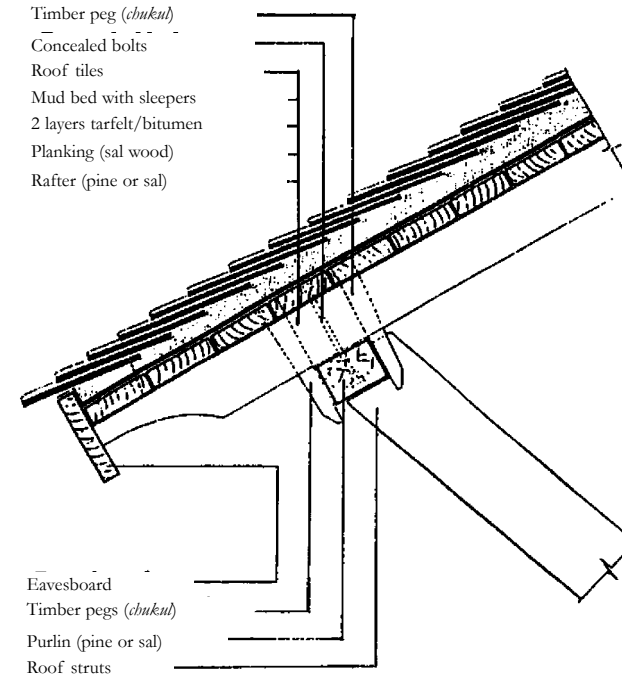 Timber peg (chukul)
Concealed bolts
Roof tiles
Mud bed with sleepers
2 layers tarfelt/bitumen
Planking (sal wood)
Rafter (pine or sal)
Eavesboard
Timber pegs (chukul)
Purlin (pine or sal)
Roof struts